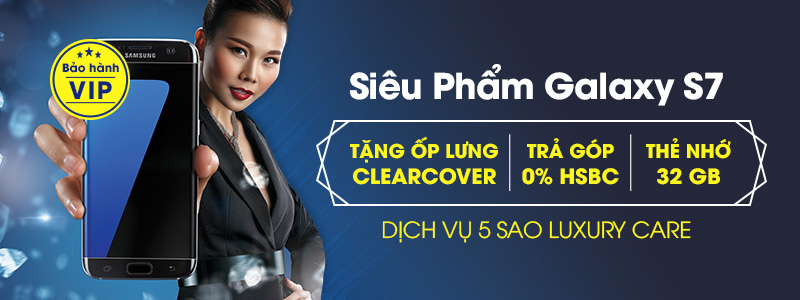 Bảo hành
VIP
SAMSUNG
Siêu Phẩm Galaxy S7
TẶNG ỐP LƯNG
CLEARCOVER
TRẢ GÓP
0% HSBC
THẺ NHỚ
32 GB
DỊCH VỤ 5 SAO LUXURY CARE